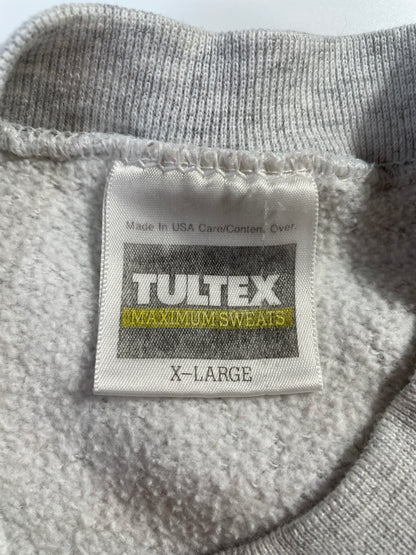 Made In USA Care/Content Over.
TULTEX
MAXIMUM SWEATS
X-LARGE